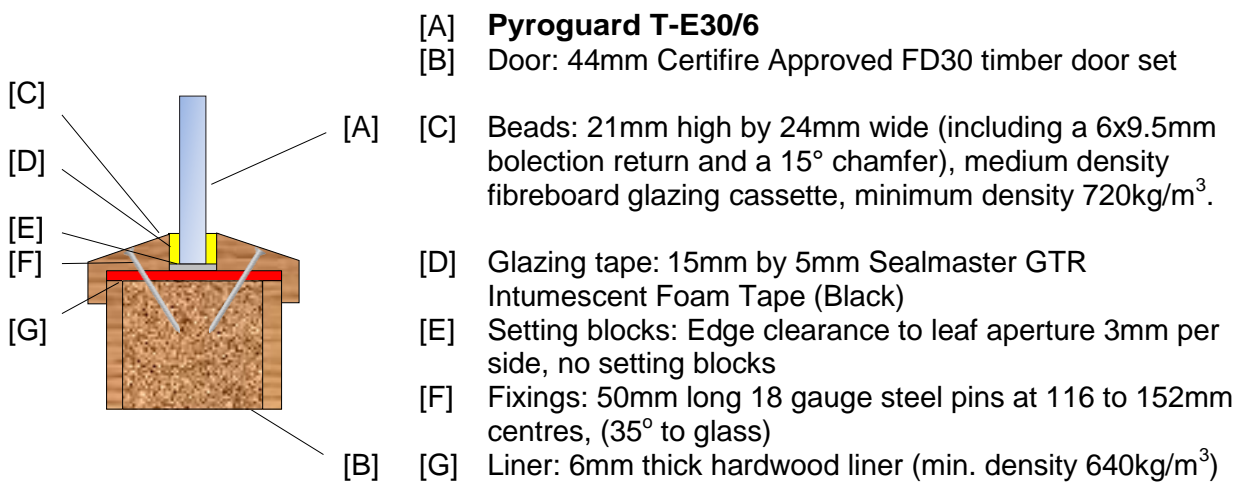 [A] Pyroguard T-E30/6
[B] Door: 44mm Certifire Approved FD30 timber door set
[C]
[D]
[E]
[F]
[G]
[A]
[B]
[C] Beads: 21mm high by 24mm wide (including a 6x9.5mm
bolection return and a 15° chamfer), medium density
fibreboard glazing cassette, minimum density 720kg/m³.
[D] Glazing tape: 15mm by 5mm Sealmaster GTR
Intumescent Foam Tape (Black)
[E] Setting blocks: Edge clearance to leaf aperture 3mm per
side, no setting blocks
[F] Fixings: 50mm long 18 gauge steel pins at 116 to 152mm
centres, (35° to glass)
[G] Liner: 6mm thick hardwood liner (min. density 640kg/m³)